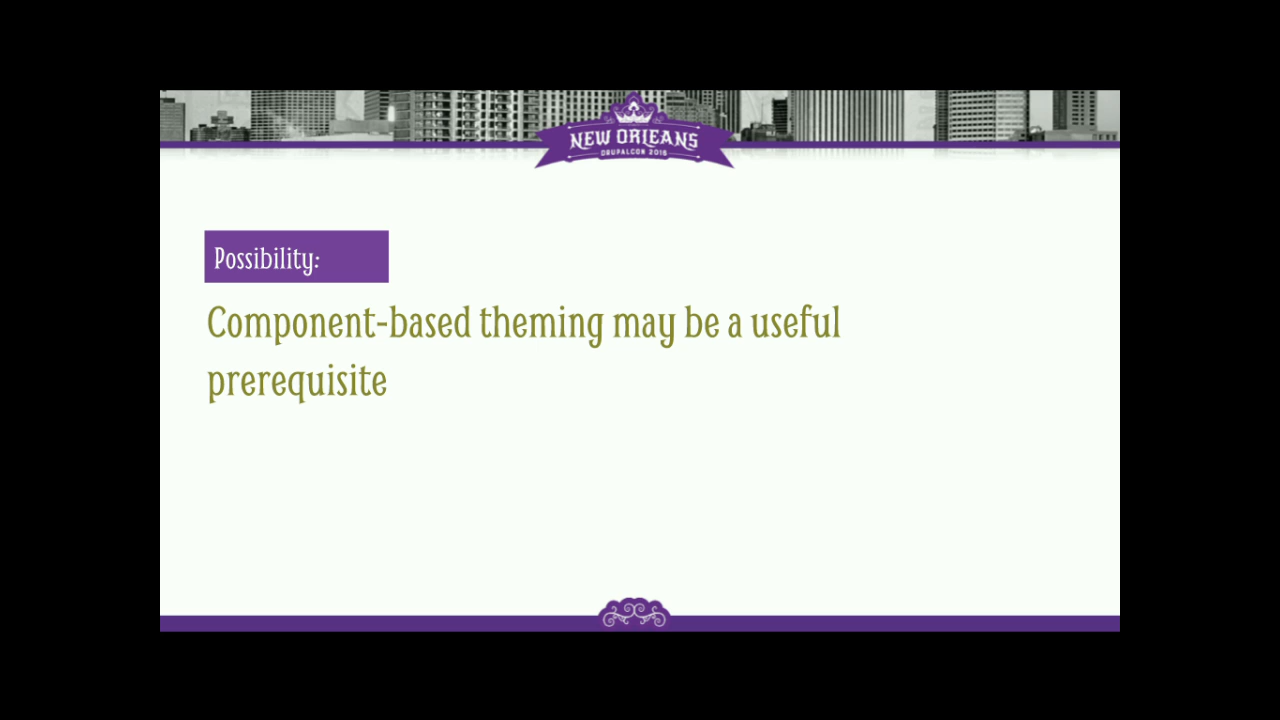 NEW ORLEANS
DRUPALCON 2016
Possibility:
Component-based theming may be a useful
prerequisite